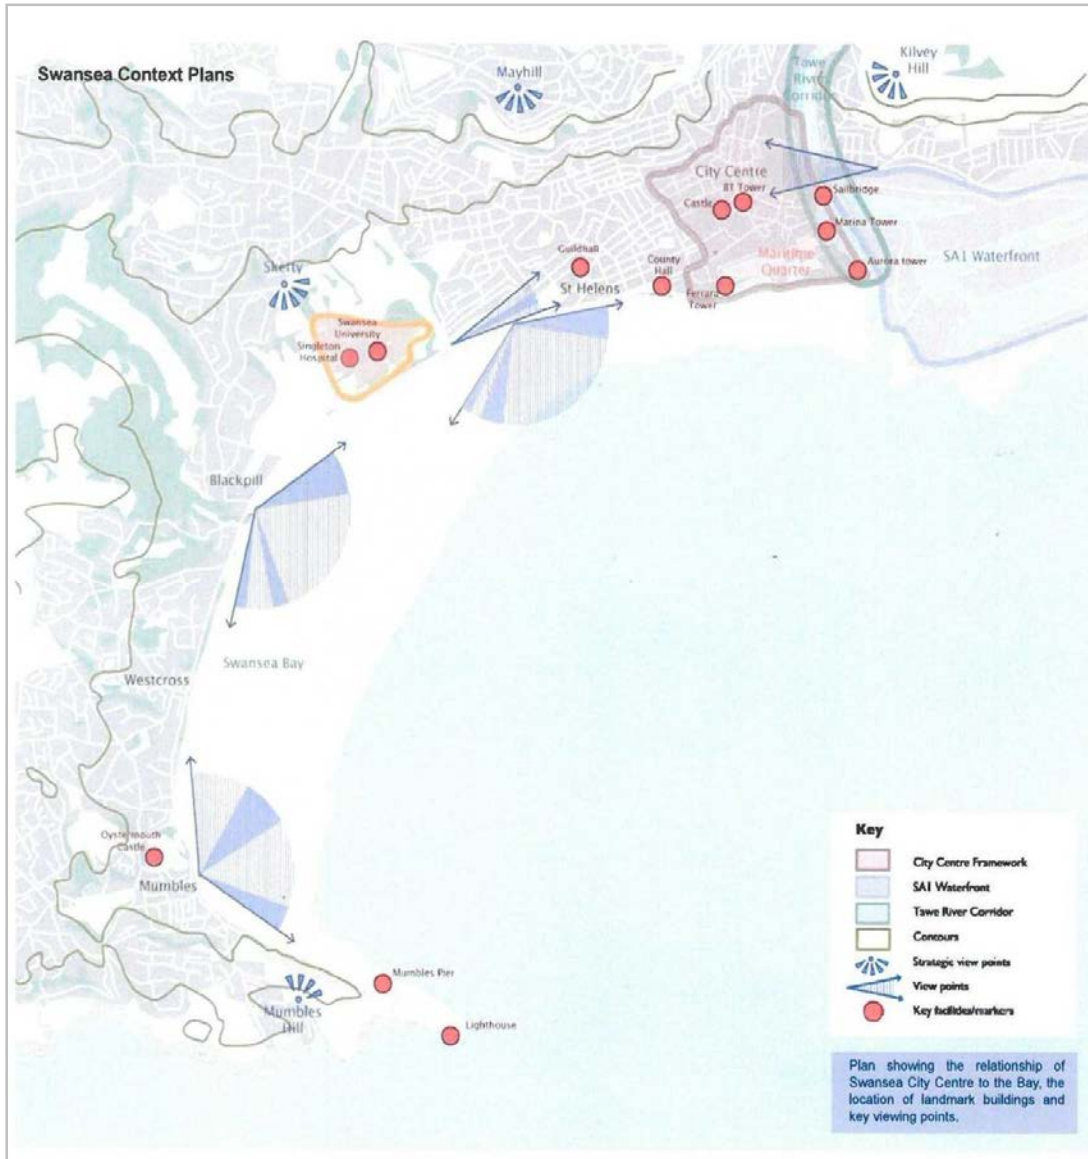 Swansea Context Plans
Mayhill
Kilvey
Hill
Tawe
River
Corridor
City Centre
BT Tower
Castle
Sailbridge
Marina Tower
Aurora tower
SA1 Waterfront
Maritime
Quarter
Ferrara
Tower
County
Hall
Guildhall
St Helens
Sketty
Swansea
University
Singleton
Hospital
Blackpill
Swansea Bay
Westcross
Oystermouth
Castle
Mumbles
Mumbles Pier
Mumbles
Hill
Lighthouse
Key
City Centre Framework
SA1 Waterfront
Tawe River Corridor
Contours
Strategic view points
View points
Key facilities/markers
Plan showing the relationship of
Swansea City Centre to the Bay, the
location of landmark buildings and
key viewing points.